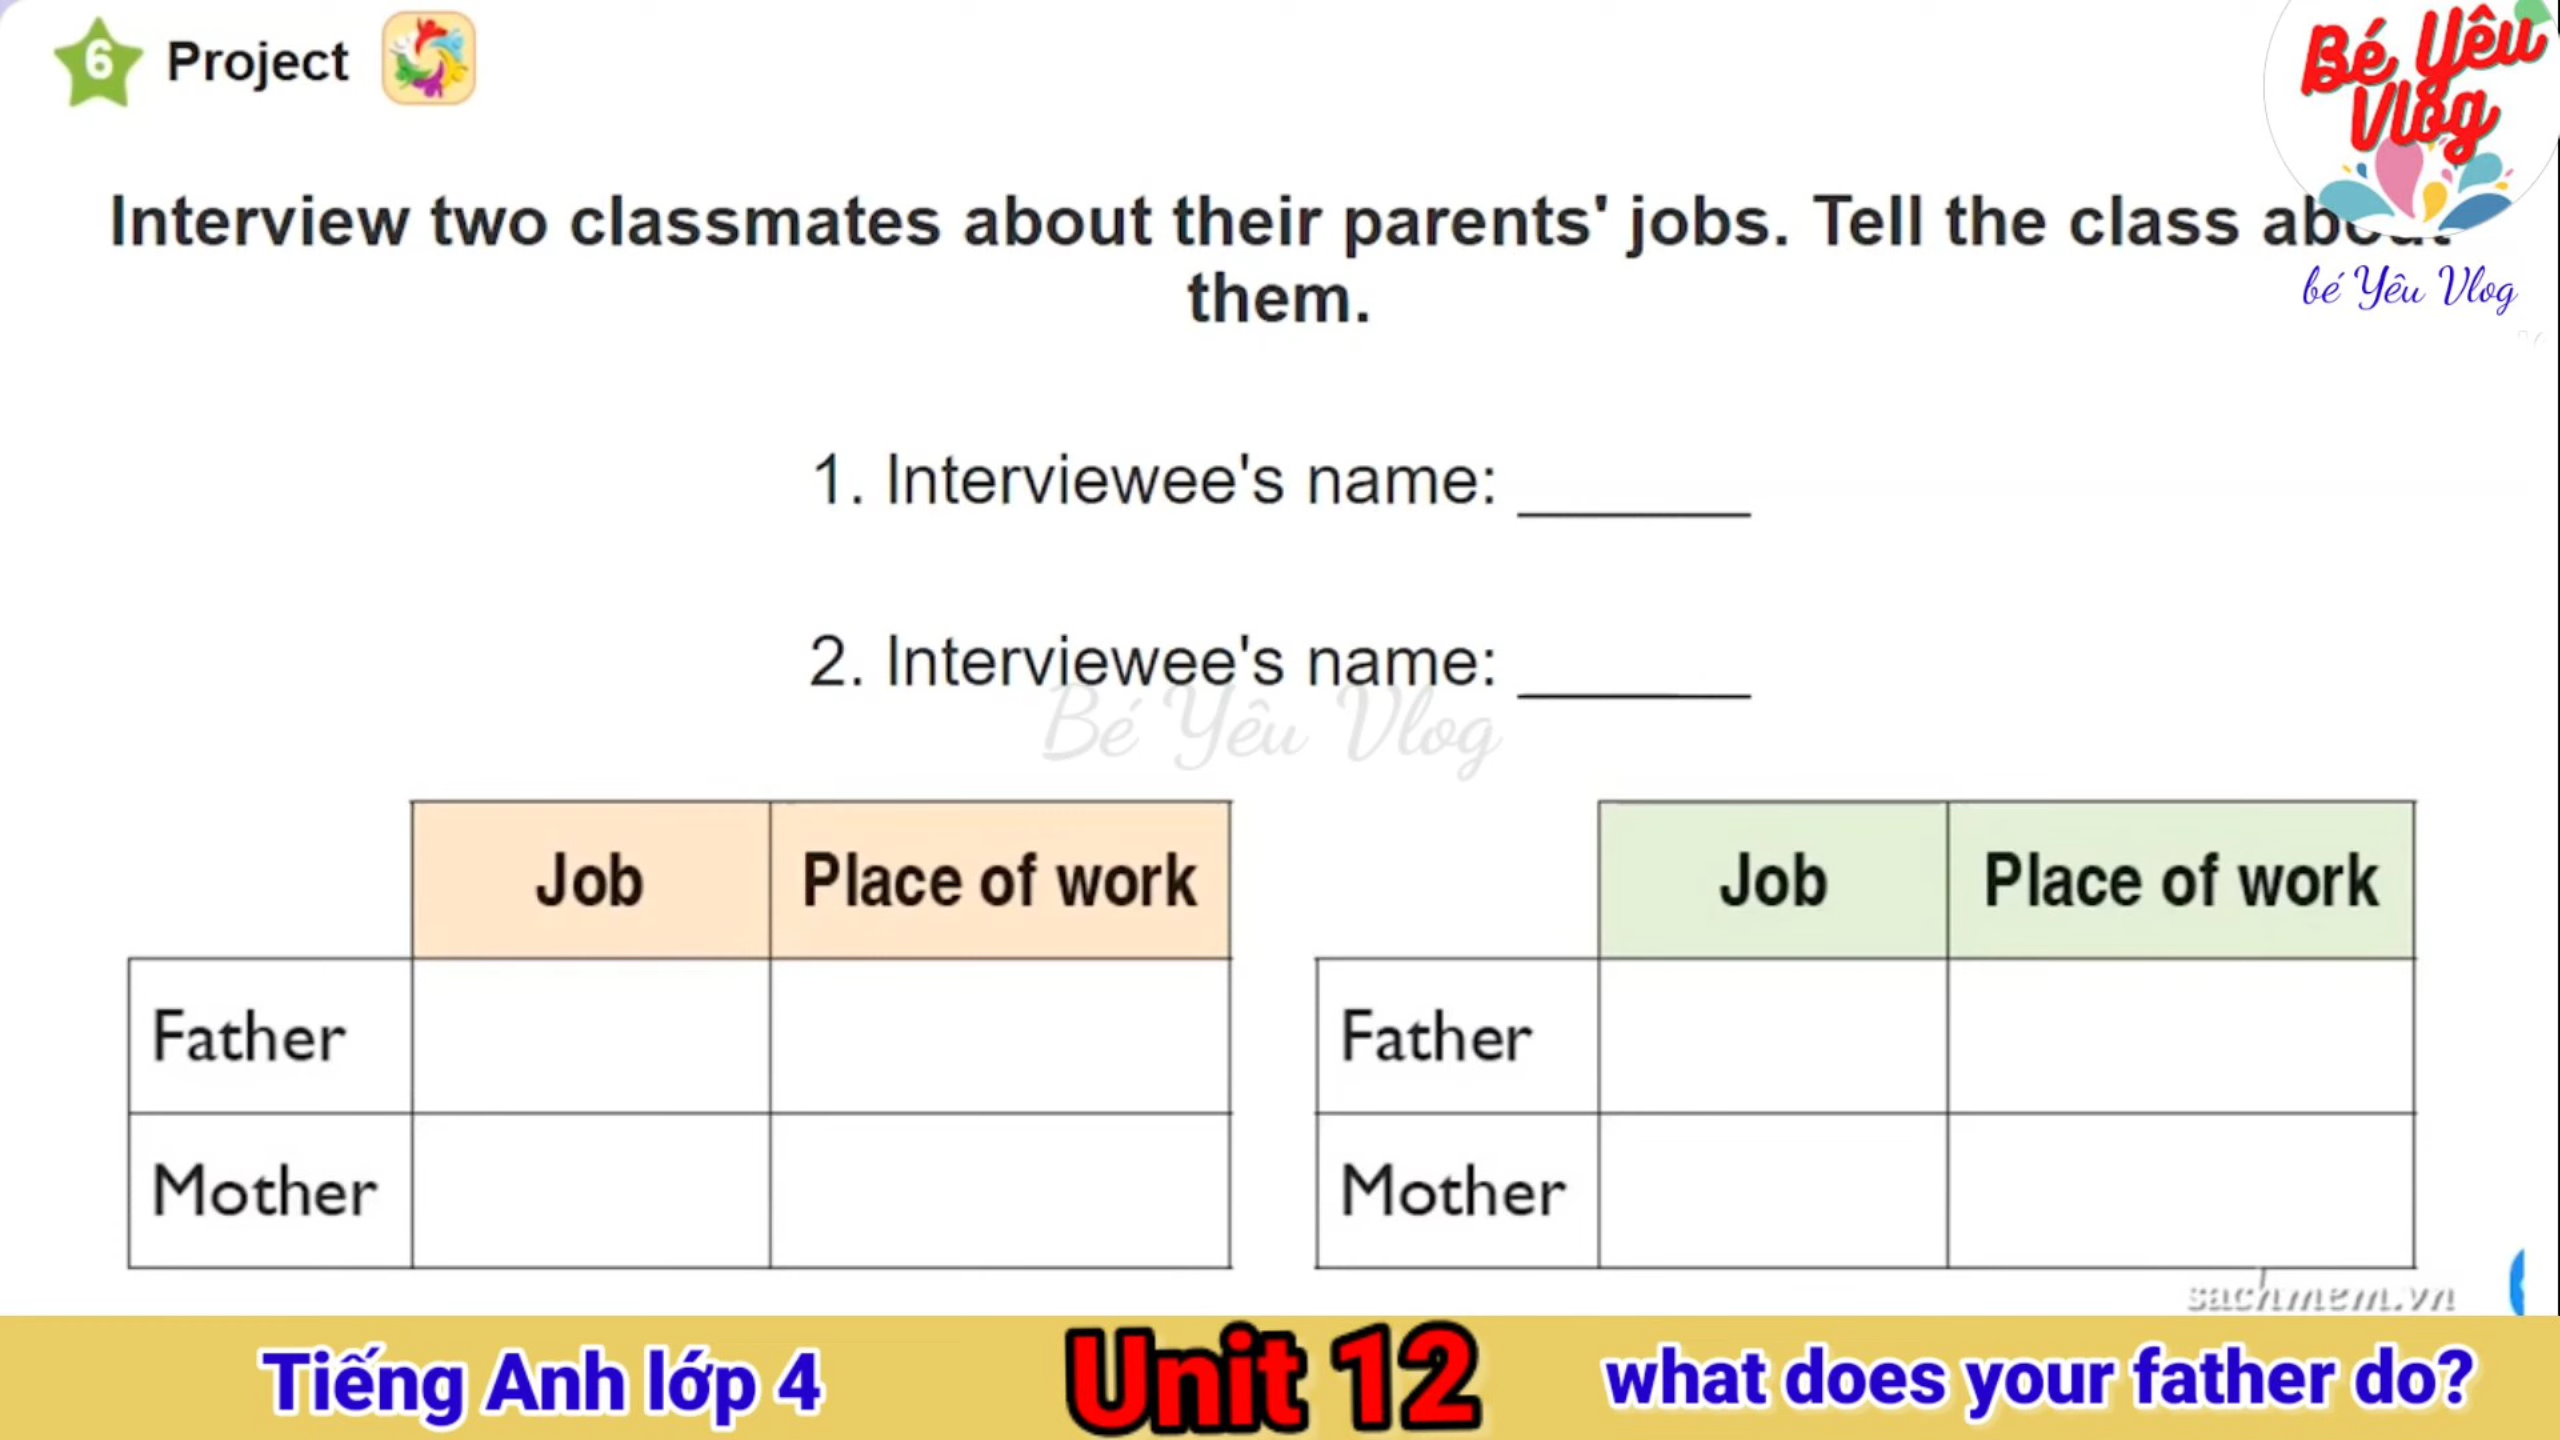 6 Project
Bé Yêu
Vlog
Interview two classmates about their parents' jobs. Tell the class about
them.
bé Yêu Vlog
1. Interviewee's name: _______
2. Interviewee's name: _______
Bé Yêu Vlog
Job Place of work
Father
Mother
Job Place of work
Father
Mother
sachmem.vn
Tiếng Anh lớp 4 Unit 12 what does your father do?